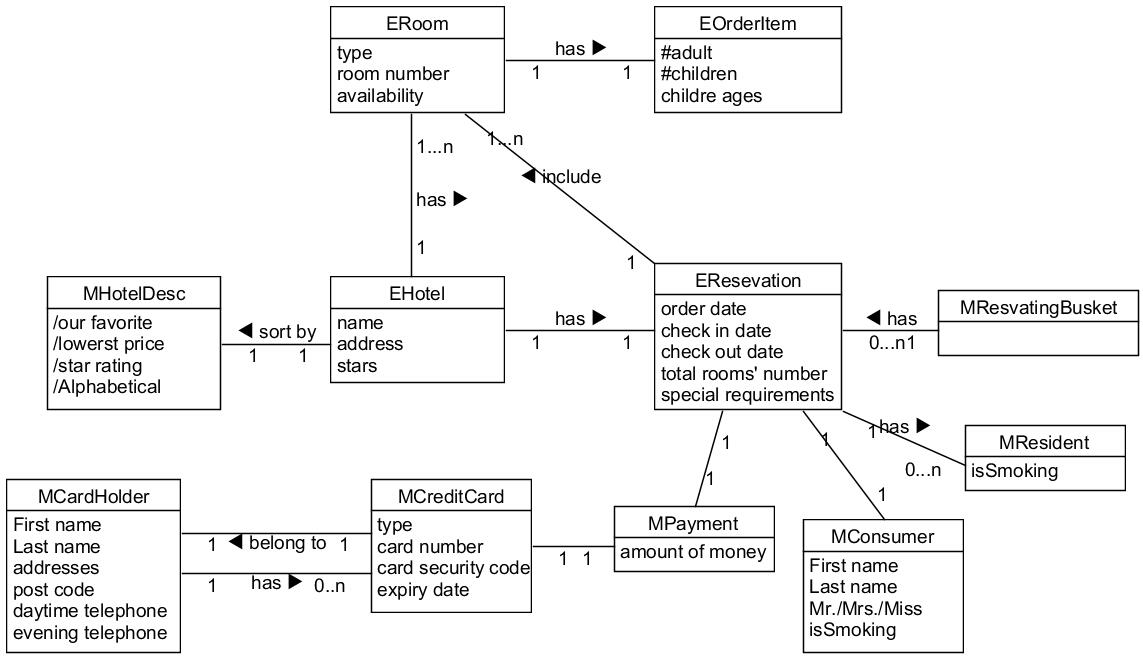 ERoom
type
room number
availability
has ▶
1
1
EOrderItem
#adult
#children
childre ages
1...n
has ▶
1
1...n
◀ include
1
MHotelDesc
/our favorite
/lowerst price
/star rating
/Alphabetical
◀ sort by
1
1
EHotel
name
address
stars
has ▶
1
1
EResevation
order date
check in date
check out date
total rooms' number
special requirements
◀ has
0...n
1
MResvatingBusket
1
has ▶
0...n
MResident
isSmoking
1
1
1
1
MCardHolder
First name
Last name
addresses
post code
daytime telephone
evening telephone
1
◀ belong to
1
1
has ▶
0..n
MCreditCard
type
card number
card security code
expiry date
1
1
MPayment
amount of money
MConsumer
First name
Last name
Mr./Mrs./Miss
isSmoking